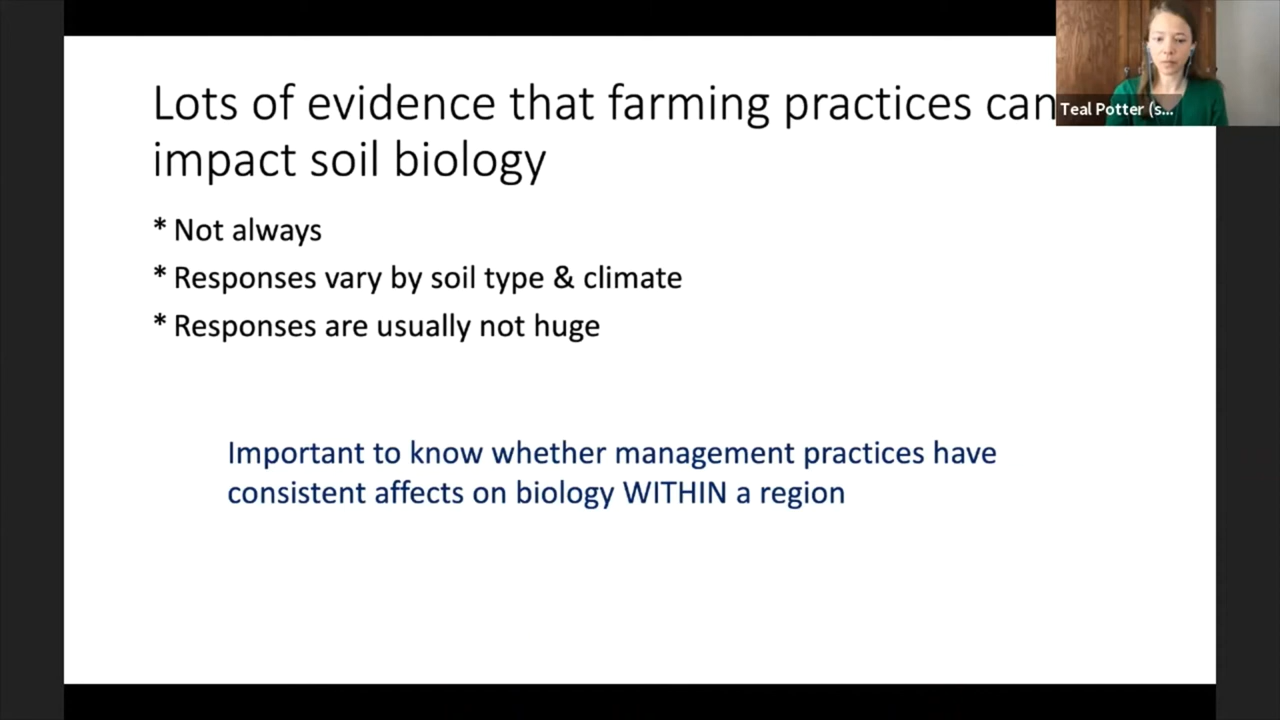 Lots of evidence that farming practices can
impact soil biology
* Not always
* Responses vary by soil type & climate
* Responses are usually not huge
Important to know whether management practices have
consistent affects on biology WITHIN a region
Teal Potter (s...